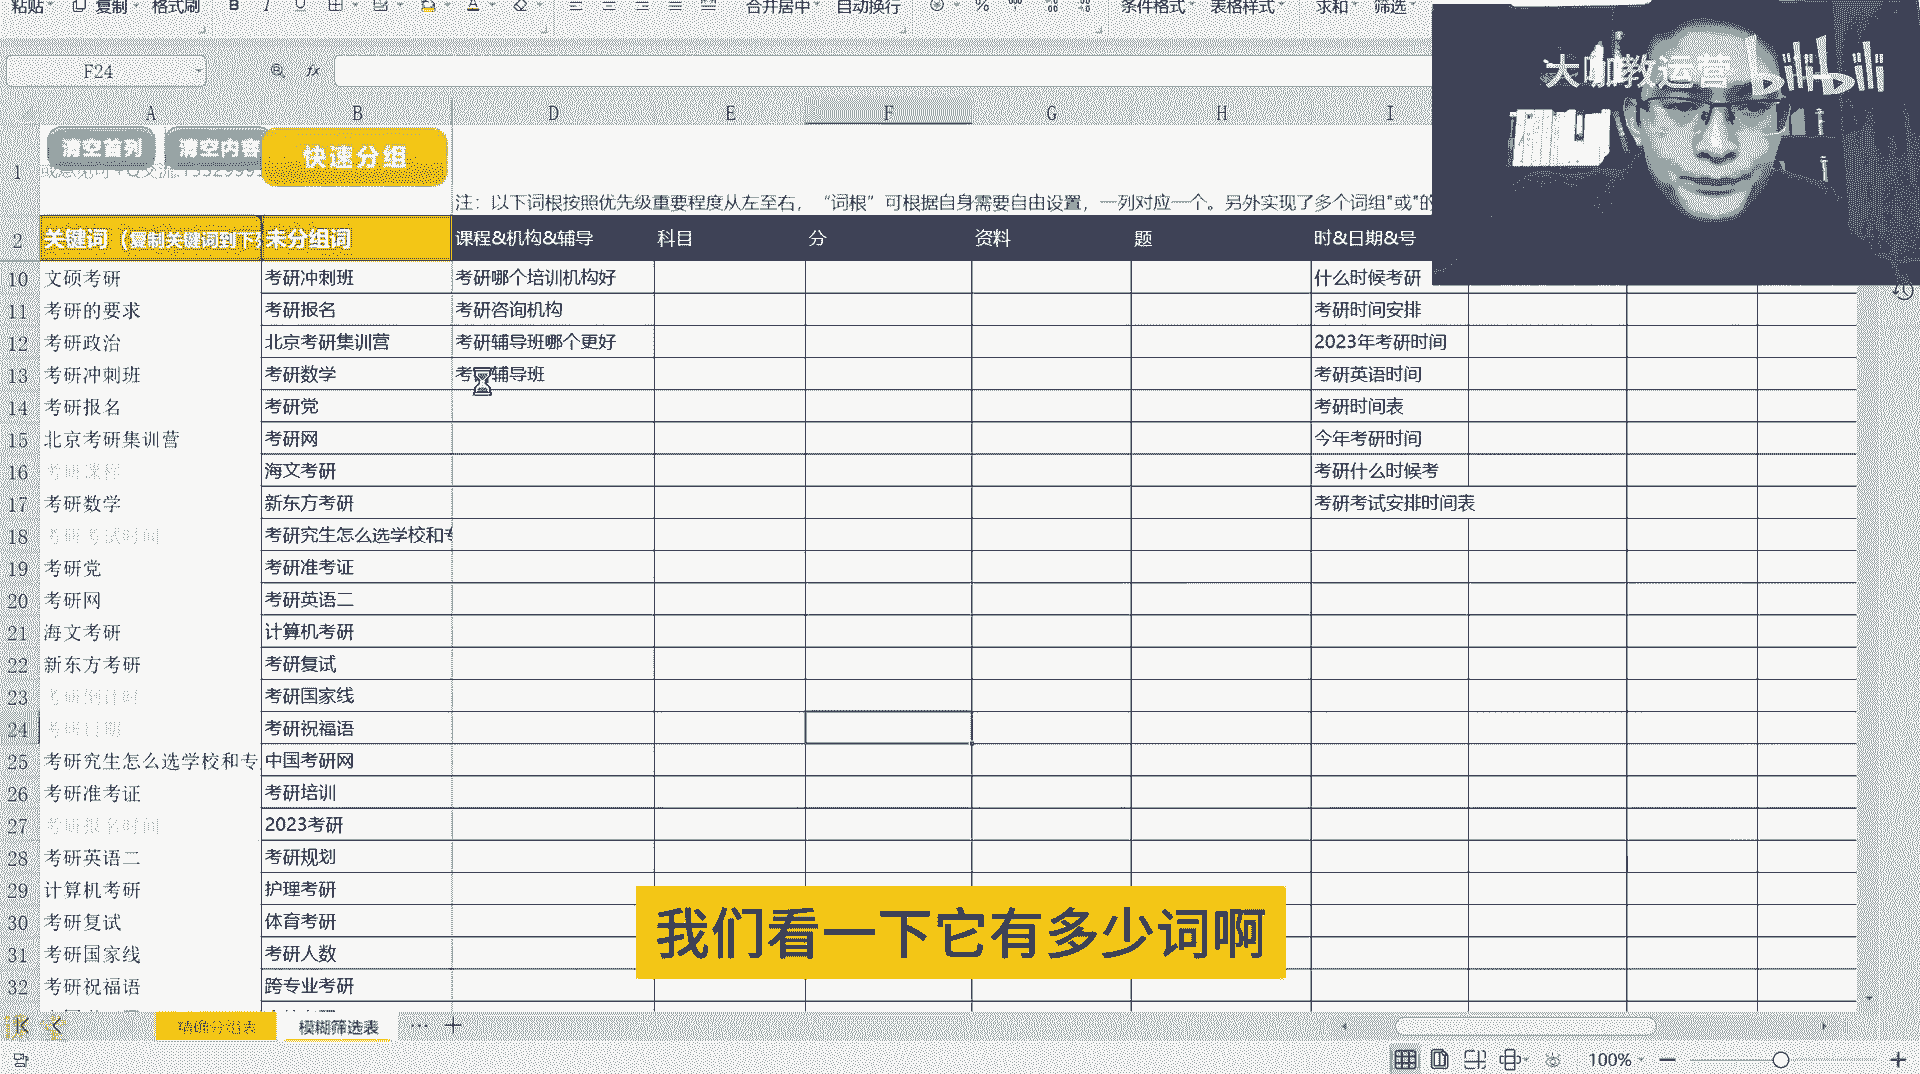 粘贴 复制 格式刷 B I U A 合并居中 自动换行 % 条件格式 表格样式 求和 筛选
F24 fx
大咖教运营 bilibili
A B D E F G H I
清空首列 清空内容 快速分组
1
注：以下词根按照优先级重要程度从左至右，“词根”可根据自身需要自由设置，一列对应一个。另外实现了多个词组"或"的
2 关键词（复制关键词到下 未分组词 课程&机构&辅导 科目 分 资料 题 时&日期&号
10 文硕考研 考研冲刺班 考研哪个培训机构好 什么时候考研
11 考研的要求 考研报名 考研咨询机构 考研时间安排
12 考研政治 北京考研集训营 考研辅导班哪个更好 2023年考研时间
13 考研冲刺班 考研数学 考研辅导班 考研英语时间
14 考研报名 考研党 考研时间表
15 北京考研集训营 考研网 今年考研时间
16 考研课程 海文考研 考研什么时候考
17 考研数学 新东方考研 考研考试安排时间表
18 考研考试时间 考研究生怎么选学校和专
19 考研党 考研准考证
20 考研网 考研英语二
21 海文考研 计算机考研
22 新东方考研 考研复试
23 考研倒计时 考研国家线
24 考研日期 考研祝福语
25 考研究生怎么选学校和专 中国考研网
26 考研准考证 考研培训
27 考研报名时间 2023考研
28 考研英语二 考研规划
29 计算机考研 护理考研
30 考研复试 体育考研
31 考研国家线 考研人数
32 考研祝福语 跨专业考研
我们看一下它有多少词啊
精确分组表 模糊筛选表 ··· +
100% − +